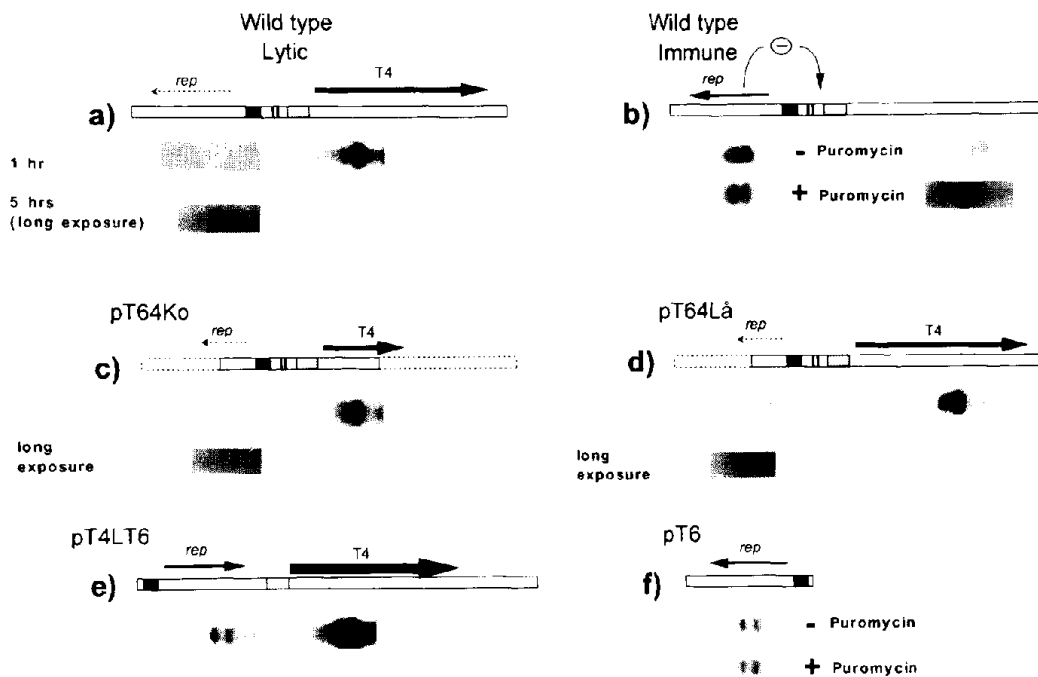 Wild type
Lytic
rep
T4
a)
1 hr
5 hrs
(long exposure)
Wild type
Immune
−
rep
b)
- Puromycin
+ Puromycin
pT64Ko
rep
T4
c)
long
exposure
pT64Lå
rep
T4
d)
long
exposure
pT4LT6
rep
T4
e)
pT6
rep
f)
- Puromycin
+ Puromycin